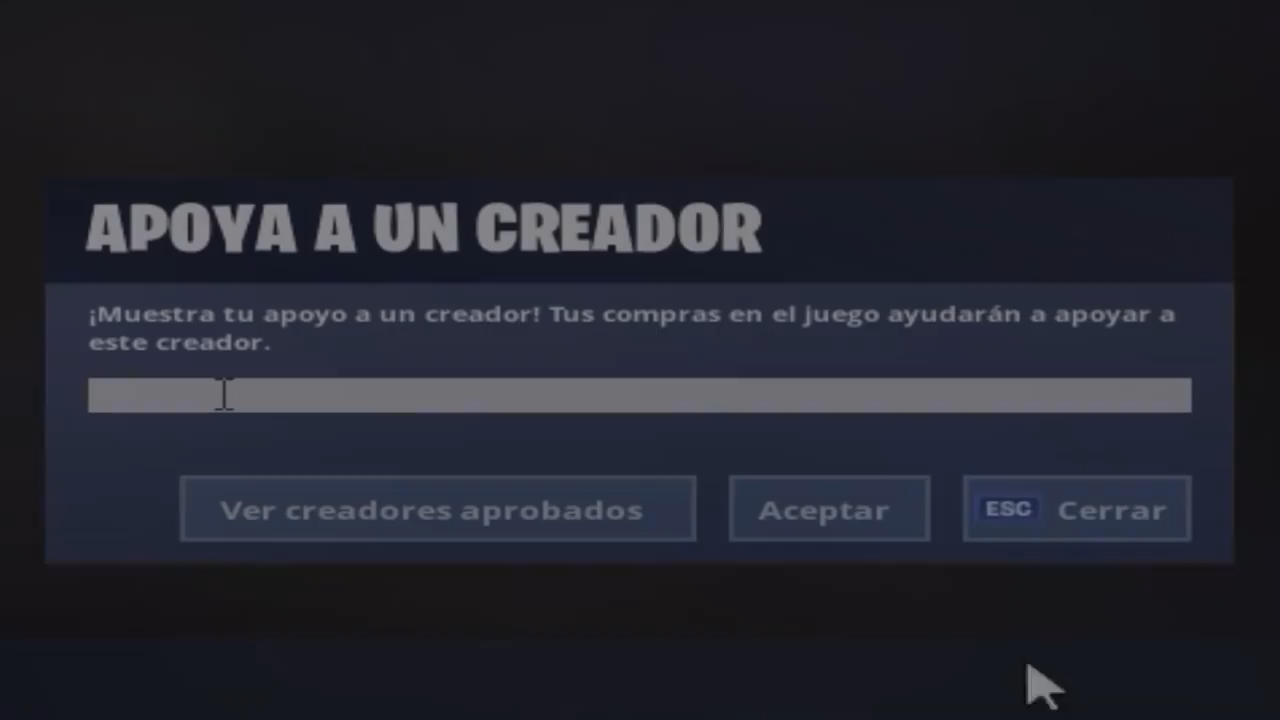 APOYA A UN CREADOR
¡Muestra tu apoyo a un creador! Tus compras en el juego ayudarán a apoyar a
este creador.
Ver creadores aprobados
Aceptar
ESC Cerrar